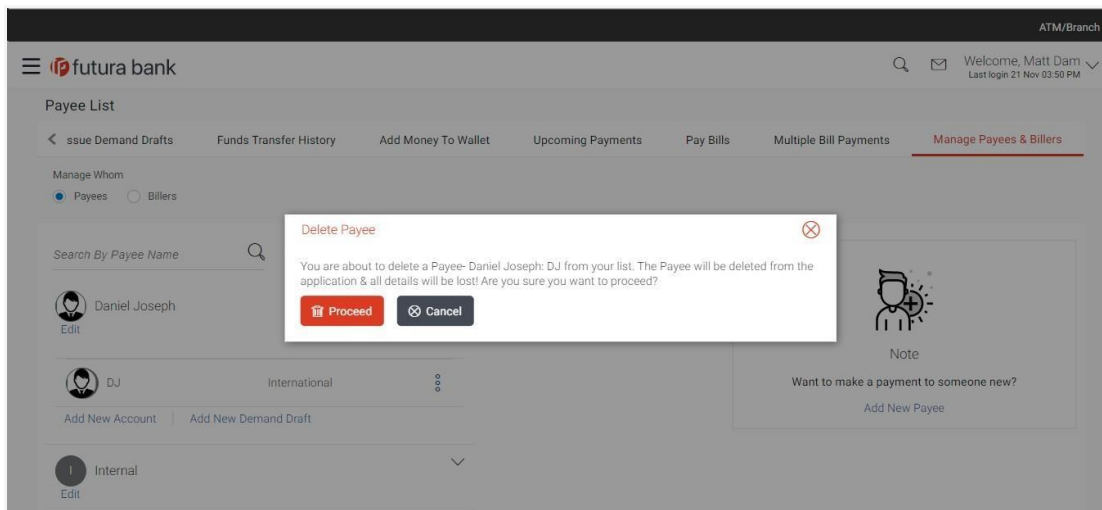 ATM/Branch
futura bank
Welcome, Matt Dam
Last login 21 Nov 03:50 PM
Payee List
ssue Demand Drafts Funds Transfer History Add Money To Wallet Upcoming Payments Pay Bills Multiple Bill Payments Manage Payees & Billers
Manage Whom
Payees Billers
Search By Payee Name
Delete Payee
You are about to delete a Payee- Daniel Joseph: DJ from your list. The Payee will be deleted from the
application & all details will be lost! Are you sure you want to proceed?
Proceed Cancel
Daniel Joseph
Edit
DJ International
Add New Account Add New Demand Draft
I Internal
Edit
Note
Want to make a payment to someone new?
Add New Payee